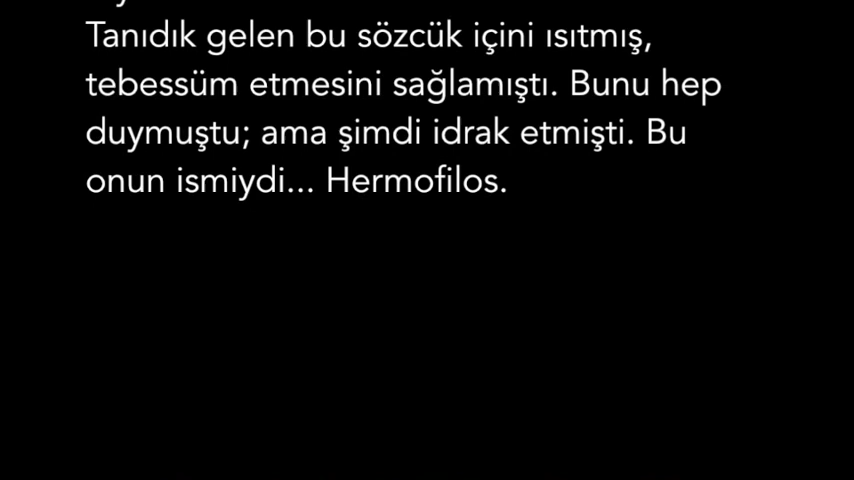 Tanıdık gelen bu sözcük içini ısıtmış,
tebessüm etmesini sağlamıştı. Bunu hep
duymuştu; ama şimdi idrak etmişti. Bu
onun ismiydi... Hermofilos.